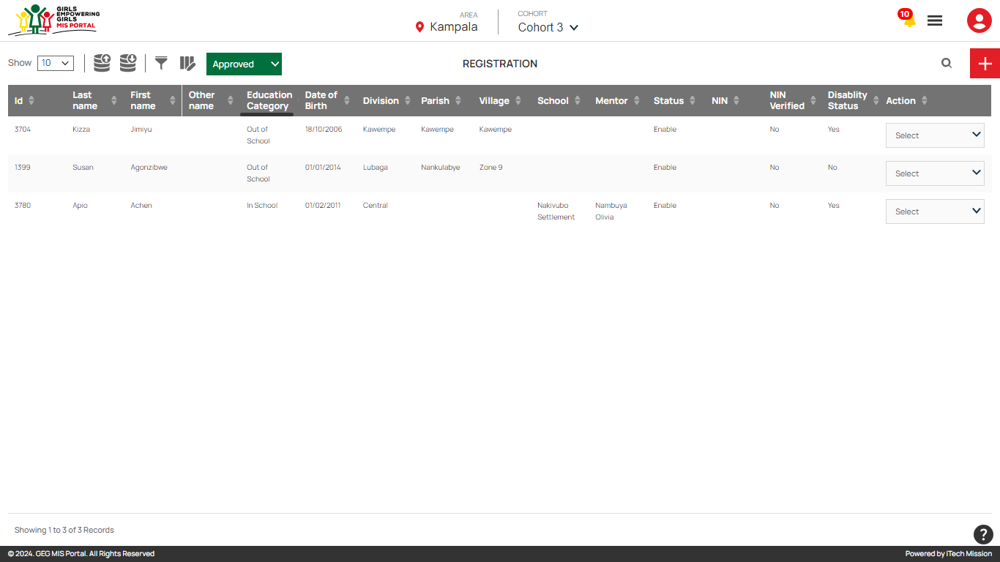 GIRLS
EMPOWERING
GIRLS
MIS PORTAL
AREA
Kampala
COHORT
Cohort 3
10
Show 10
Approved
REGISTRATION
Id Last name First name Other name Education Category Date of Birth Division Parish Village School Mentor Status NIN NIN Verified Disablity Status Action
3704 Kizza Jimiyu Out of School 18/10/2006 Kawempe Kawempe Kawempe Enable No Yes Select
1399 Susan Agonzibwe Out of School 01/01/2014 Lubaga Nankulabye Zone 9 Enable No No Select
3780 Apio Achen In School 01/02/2011 Central Nakivubo Settlement Nambuya Olivia Enable No Yes Select
Showing 1 to 3 of 3 Records
?
© 2024. GEG MIS Portal. All Rights Reserved
Powered by iTech Mission